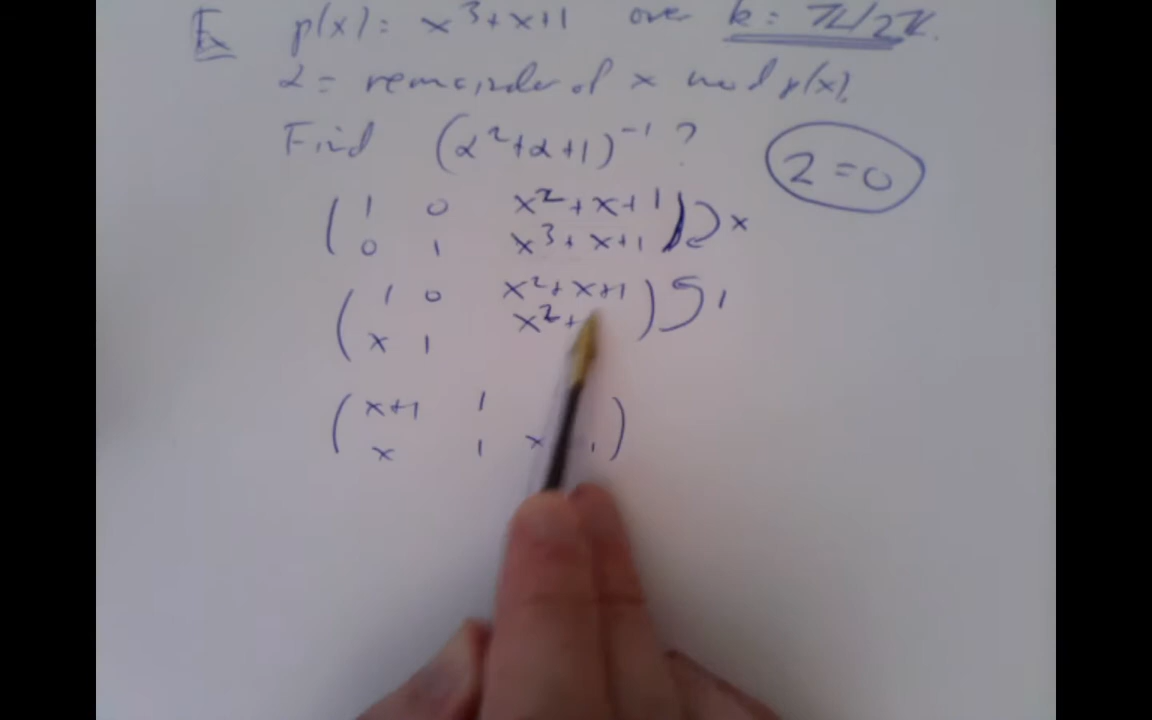 Ex p(x) = x³+x+1 over k = ℤ/2ℤ.
α = remainder of x mod p(x).
Find (α²+α+1)⁻¹ ?
2 = 0
( 1 0 x²+x+1 ) x
( 0 1 x³+x+1 )
( 1 0 x²+x+1 ) 1
( x 1 x²+ )
( x+1 1 )
( x 1 x 1 )